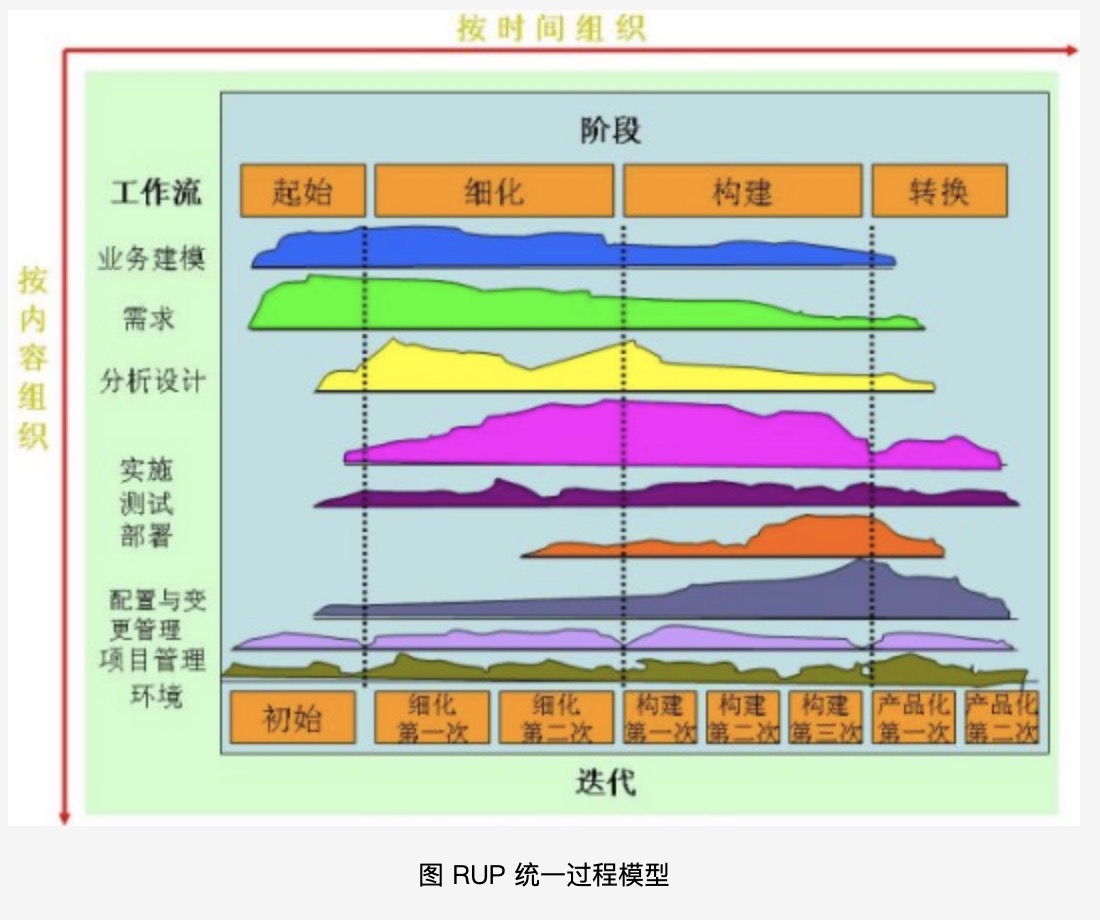 按时间组织
按内容组织
阶段
工作流
起始
细化
构建
转换
业务建模
需求
分析设计
实施
测试
部署
配置与变
更管理
项目管理
环境
初始
细化
第一次
细化
第二次
构建
第一次
构建
第二次
构建
第三次
产品化
第一次
产品化
第二次
迭代
图 RUP 统一过程模型